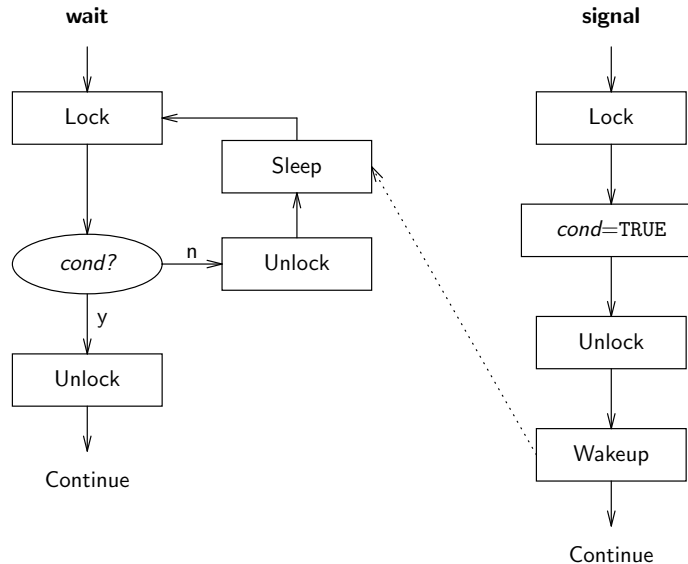 wait
Lock
cond?
n
y
Unlock
Continue
Sleep
Unlock
signal
Lock
cond=TRUE
Unlock
Wakeup
Continue